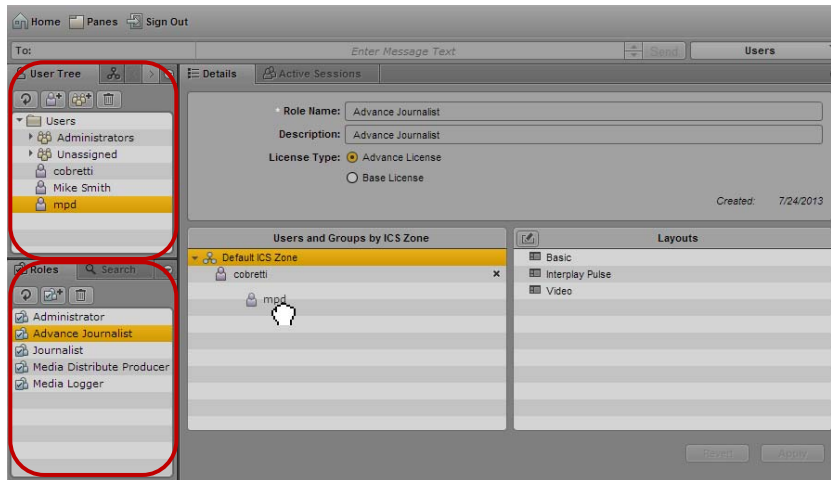 Home Panes Sign Out
To: Enter Message Text Send Users
User Tree
Details Active Sessions
Users
Administrators
Unassigned
cobretti
Mike Smith
mpd
Role Name: Advance Journalist
Description: Advance Journalist
License Type: Advance License
Base License
Created: 7/24/2013
Roles Search
Administrator
Advance Journalist
Journalist
Media Distribute Producer
Media Logger
Users and Groups by ICS Zone
Default ICS Zone
cobretti
mpd
Layouts
Basic
Interplay Pulse
Video
Revert Apply